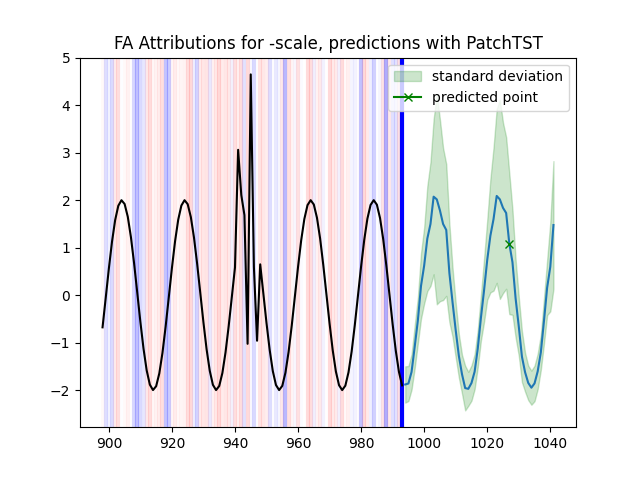 FA Attributions for -scale, predictions with PatchTST
standard deviation
predicted point
5
4
3
2
1
0
−1
−2
900 920 940 960 980 1000 1020 1040